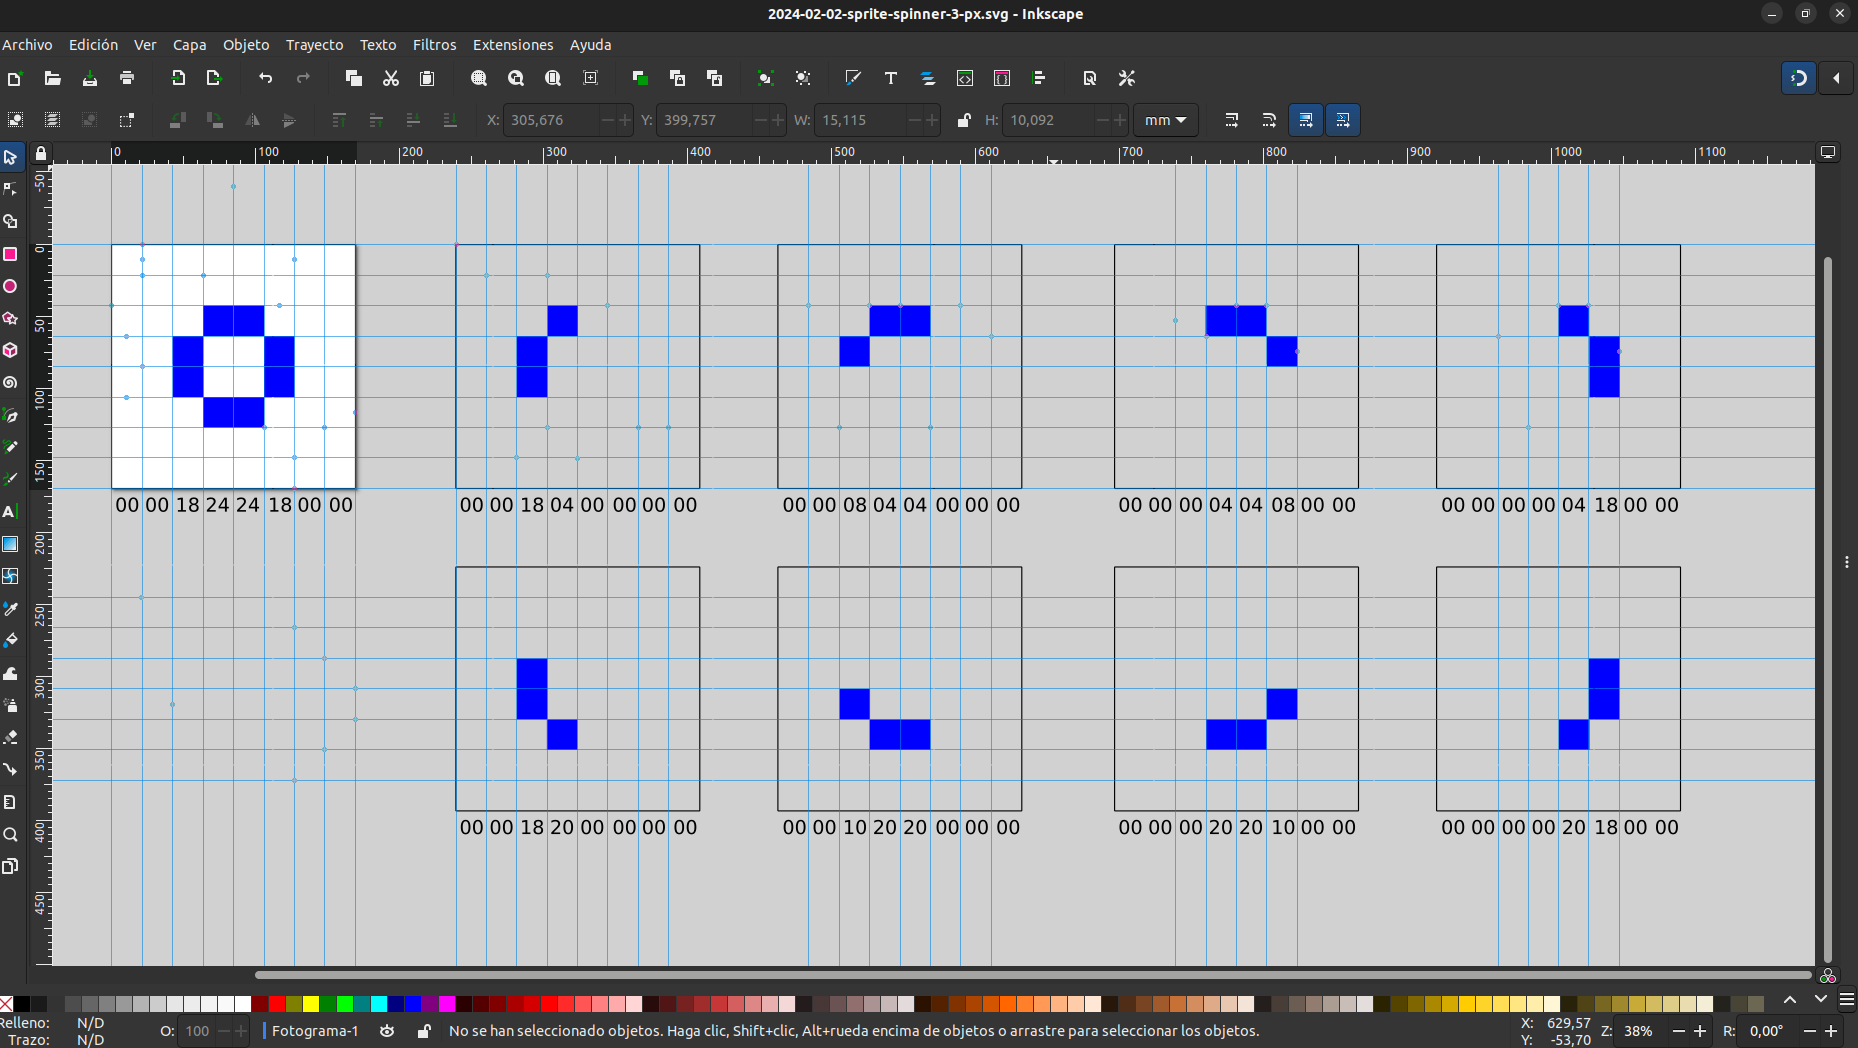 2024-02-02-sprite-spinner-3-px.svg - Inkscape
Archivo Edición Ver Capa Objeto Trayecto Texto Filtros Extensiones Ayuda
X: 305,676 Y: 399,757 W: 15,115 H: 10,092 mm
0 100 200 300 400 500 600 700 800 900 1000 1100
-50
0
50
100
150
200
250
300
350
400
450
00 00 18 24 24 18 00 00
00 00 18 04 00 00 00 00
00 00 08 04 04 00 00 00
00 00 00 04 04 08 00 00
00 00 00 00 04 18 00 00
00 00 18 20 00 00 00 00
00 00 10 20 20 00 00 00
00 00 00 20 20 10 00 00
00 00 00 00 20 18 00 00
Relleno: N/D
Trazo: N/D
O: 100
Fotograma-1
No se han seleccionado objetos. Haga clic, Shift+clic, Alt+rueda encima de objetos o arrastre para seleccionar los objetos.
X: 629,57
Y: -53,70
Z: 38%
R: 0,00°